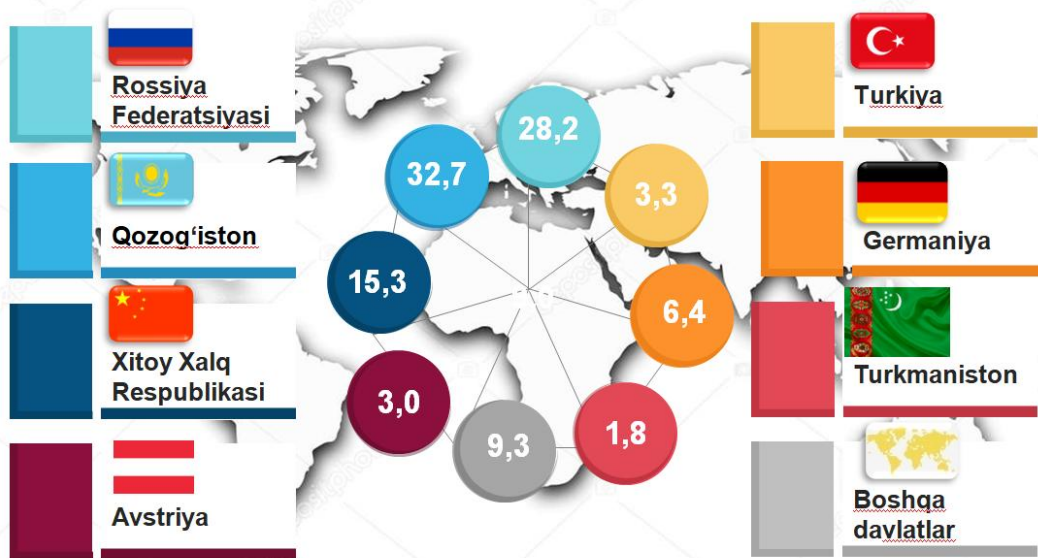 Rossiya
Federatsiyasi
Qozog‘iston
Xitoy Xalq
Respublikasi
Avstriya
28,2
32,7
3,3
15,3
6,4
3,0
9,3
1,8
Turkiya
Germaniya
Turkmaniston
Boshqa
davlatlar